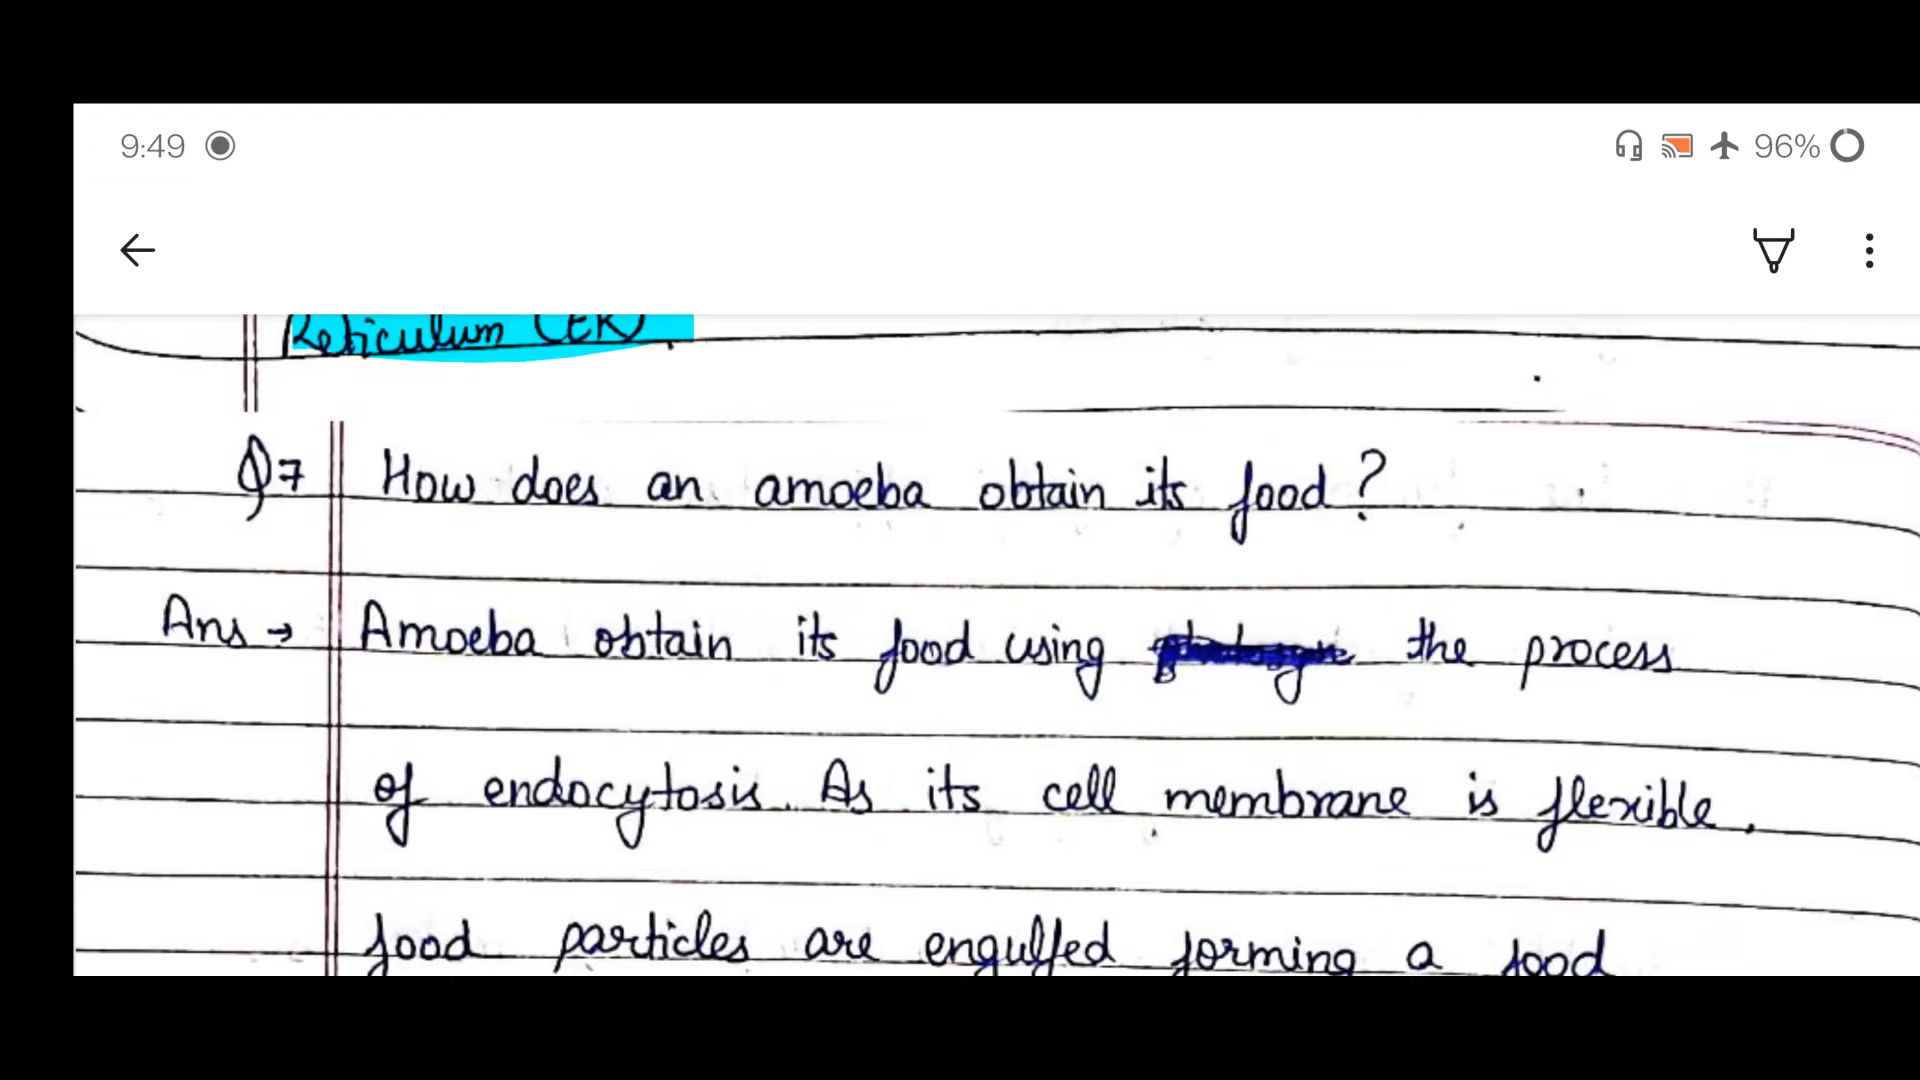 9:49 96%
Reticulum (ER)
Q7 How does an amoeba obtain its food?
Ans → Amoeba obtain its food using the process
of endocytosis. As its cell membrane is flexible.
food particles are engulfed forming a food